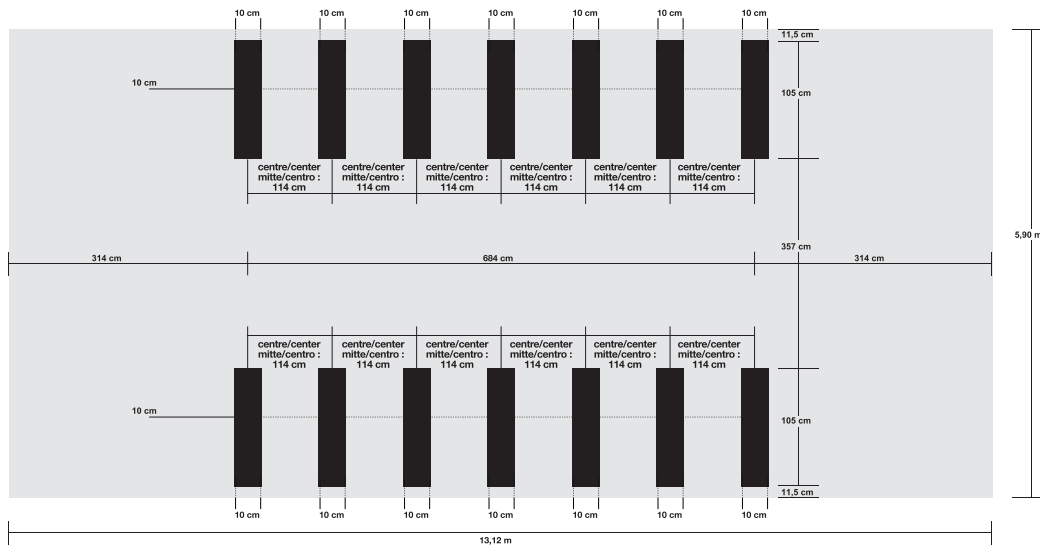 10 cm 10 cm 10 cm 10 cm 10 cm 10 cm 10 cm
11,5 cm
10 cm
105 cm
centre/center centre/center centre/center centre/center centre/center centre/center
mitte/centro : mitte/centro : mitte/centro : mitte/centro : mitte/centro : mitte/centro :
114 cm 114 cm 114 cm 114 cm 114 cm 114 cm
5,90 m
357 cm
314 cm 684 cm 314 cm
centre/center centre/center centre/center centre/center centre/center centre/center
mitte/centro : mitte/centro : mitte/centro : mitte/centro : mitte/centro : mitte/centro :
114 cm 114 cm 114 cm 114 cm 114 cm 114 cm
10 cm
105 cm
11,5 cm
10 cm 10 cm 10 cm 10 cm 10 cm 10 cm 10 cm
13,12 m